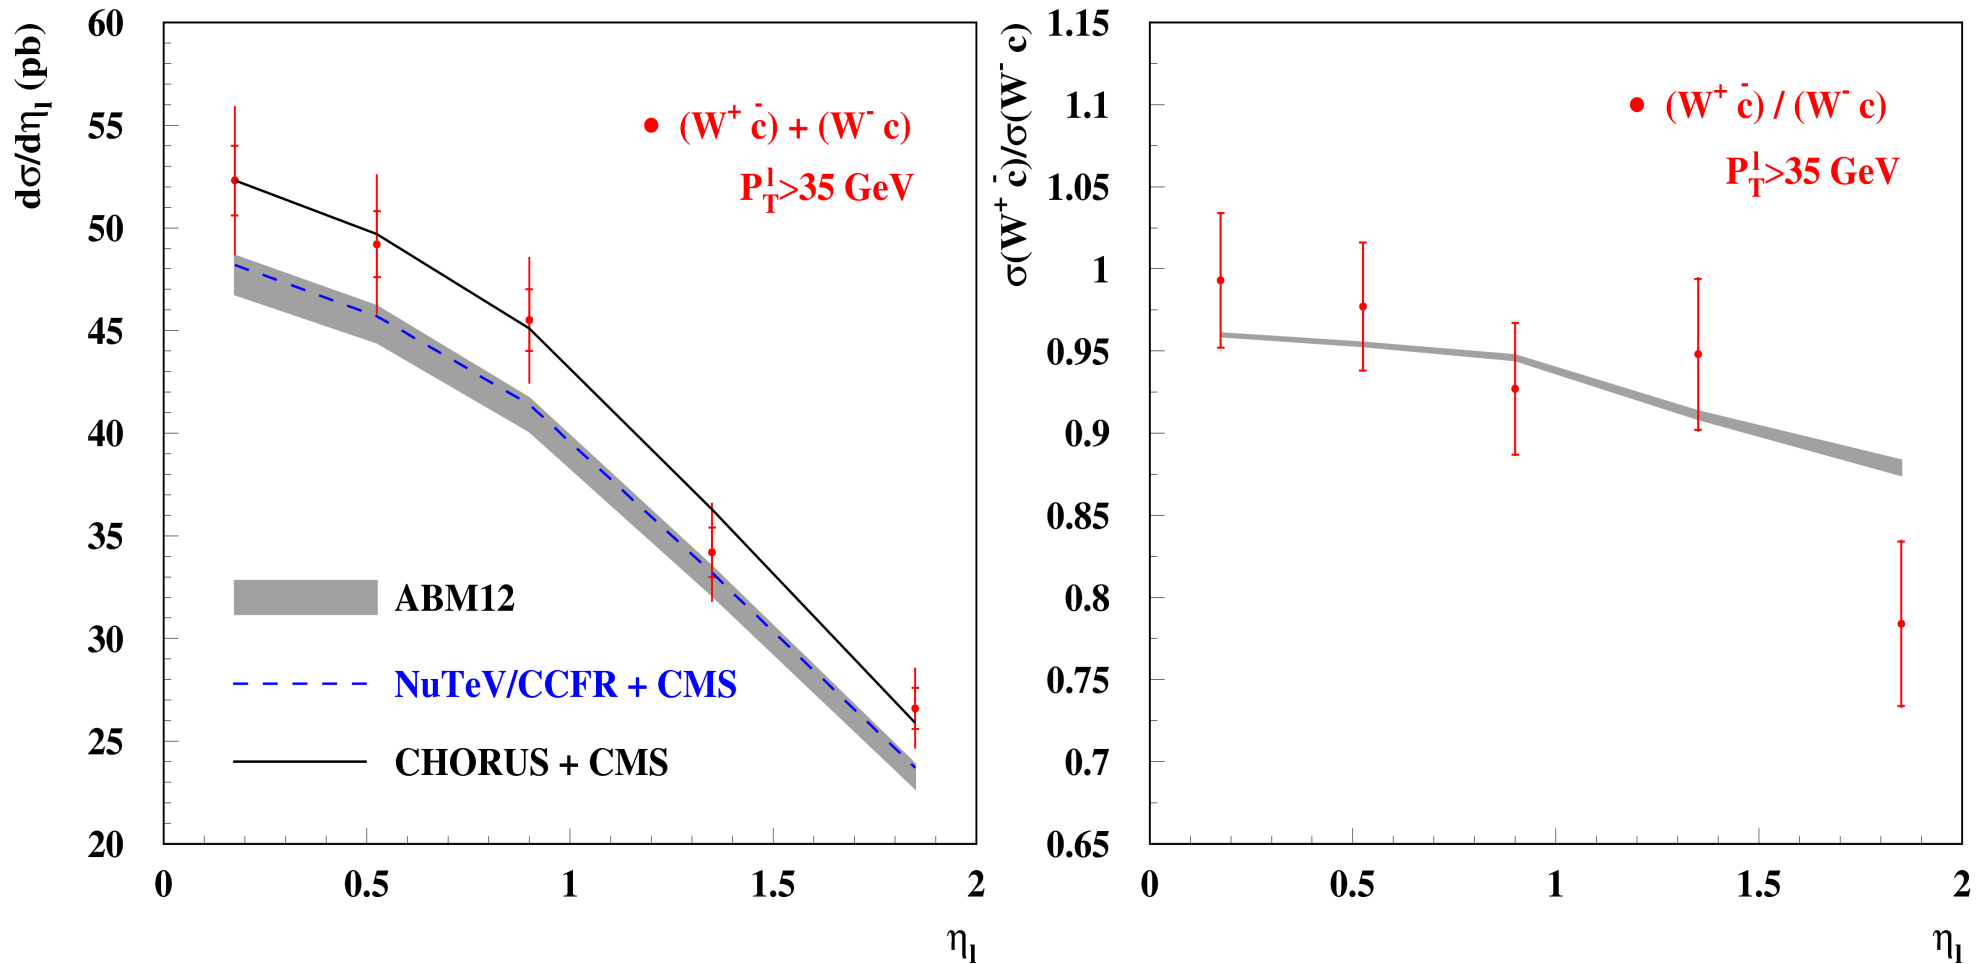 dσ/dη_l (pb)
60
55
50
45
40
35
30
25
20
0 0.5 1 1.5 2
η_l
(W⁺ c̄) + (W⁻ c)
P_T^l>35 GeV
ABM12
NuTeV/CCFR + CMS
CHORUS + CMS
σ(W⁺ c̄)/σ(W⁻ c)
1.15
1.1
1.05
1
0.95
0.9
0.85
0.8
0.75
0.7
0.65
0 0.5 1 1.5 2
η_l
(W⁺ c̄) / (W⁻ c)
P_T^l>35 GeV